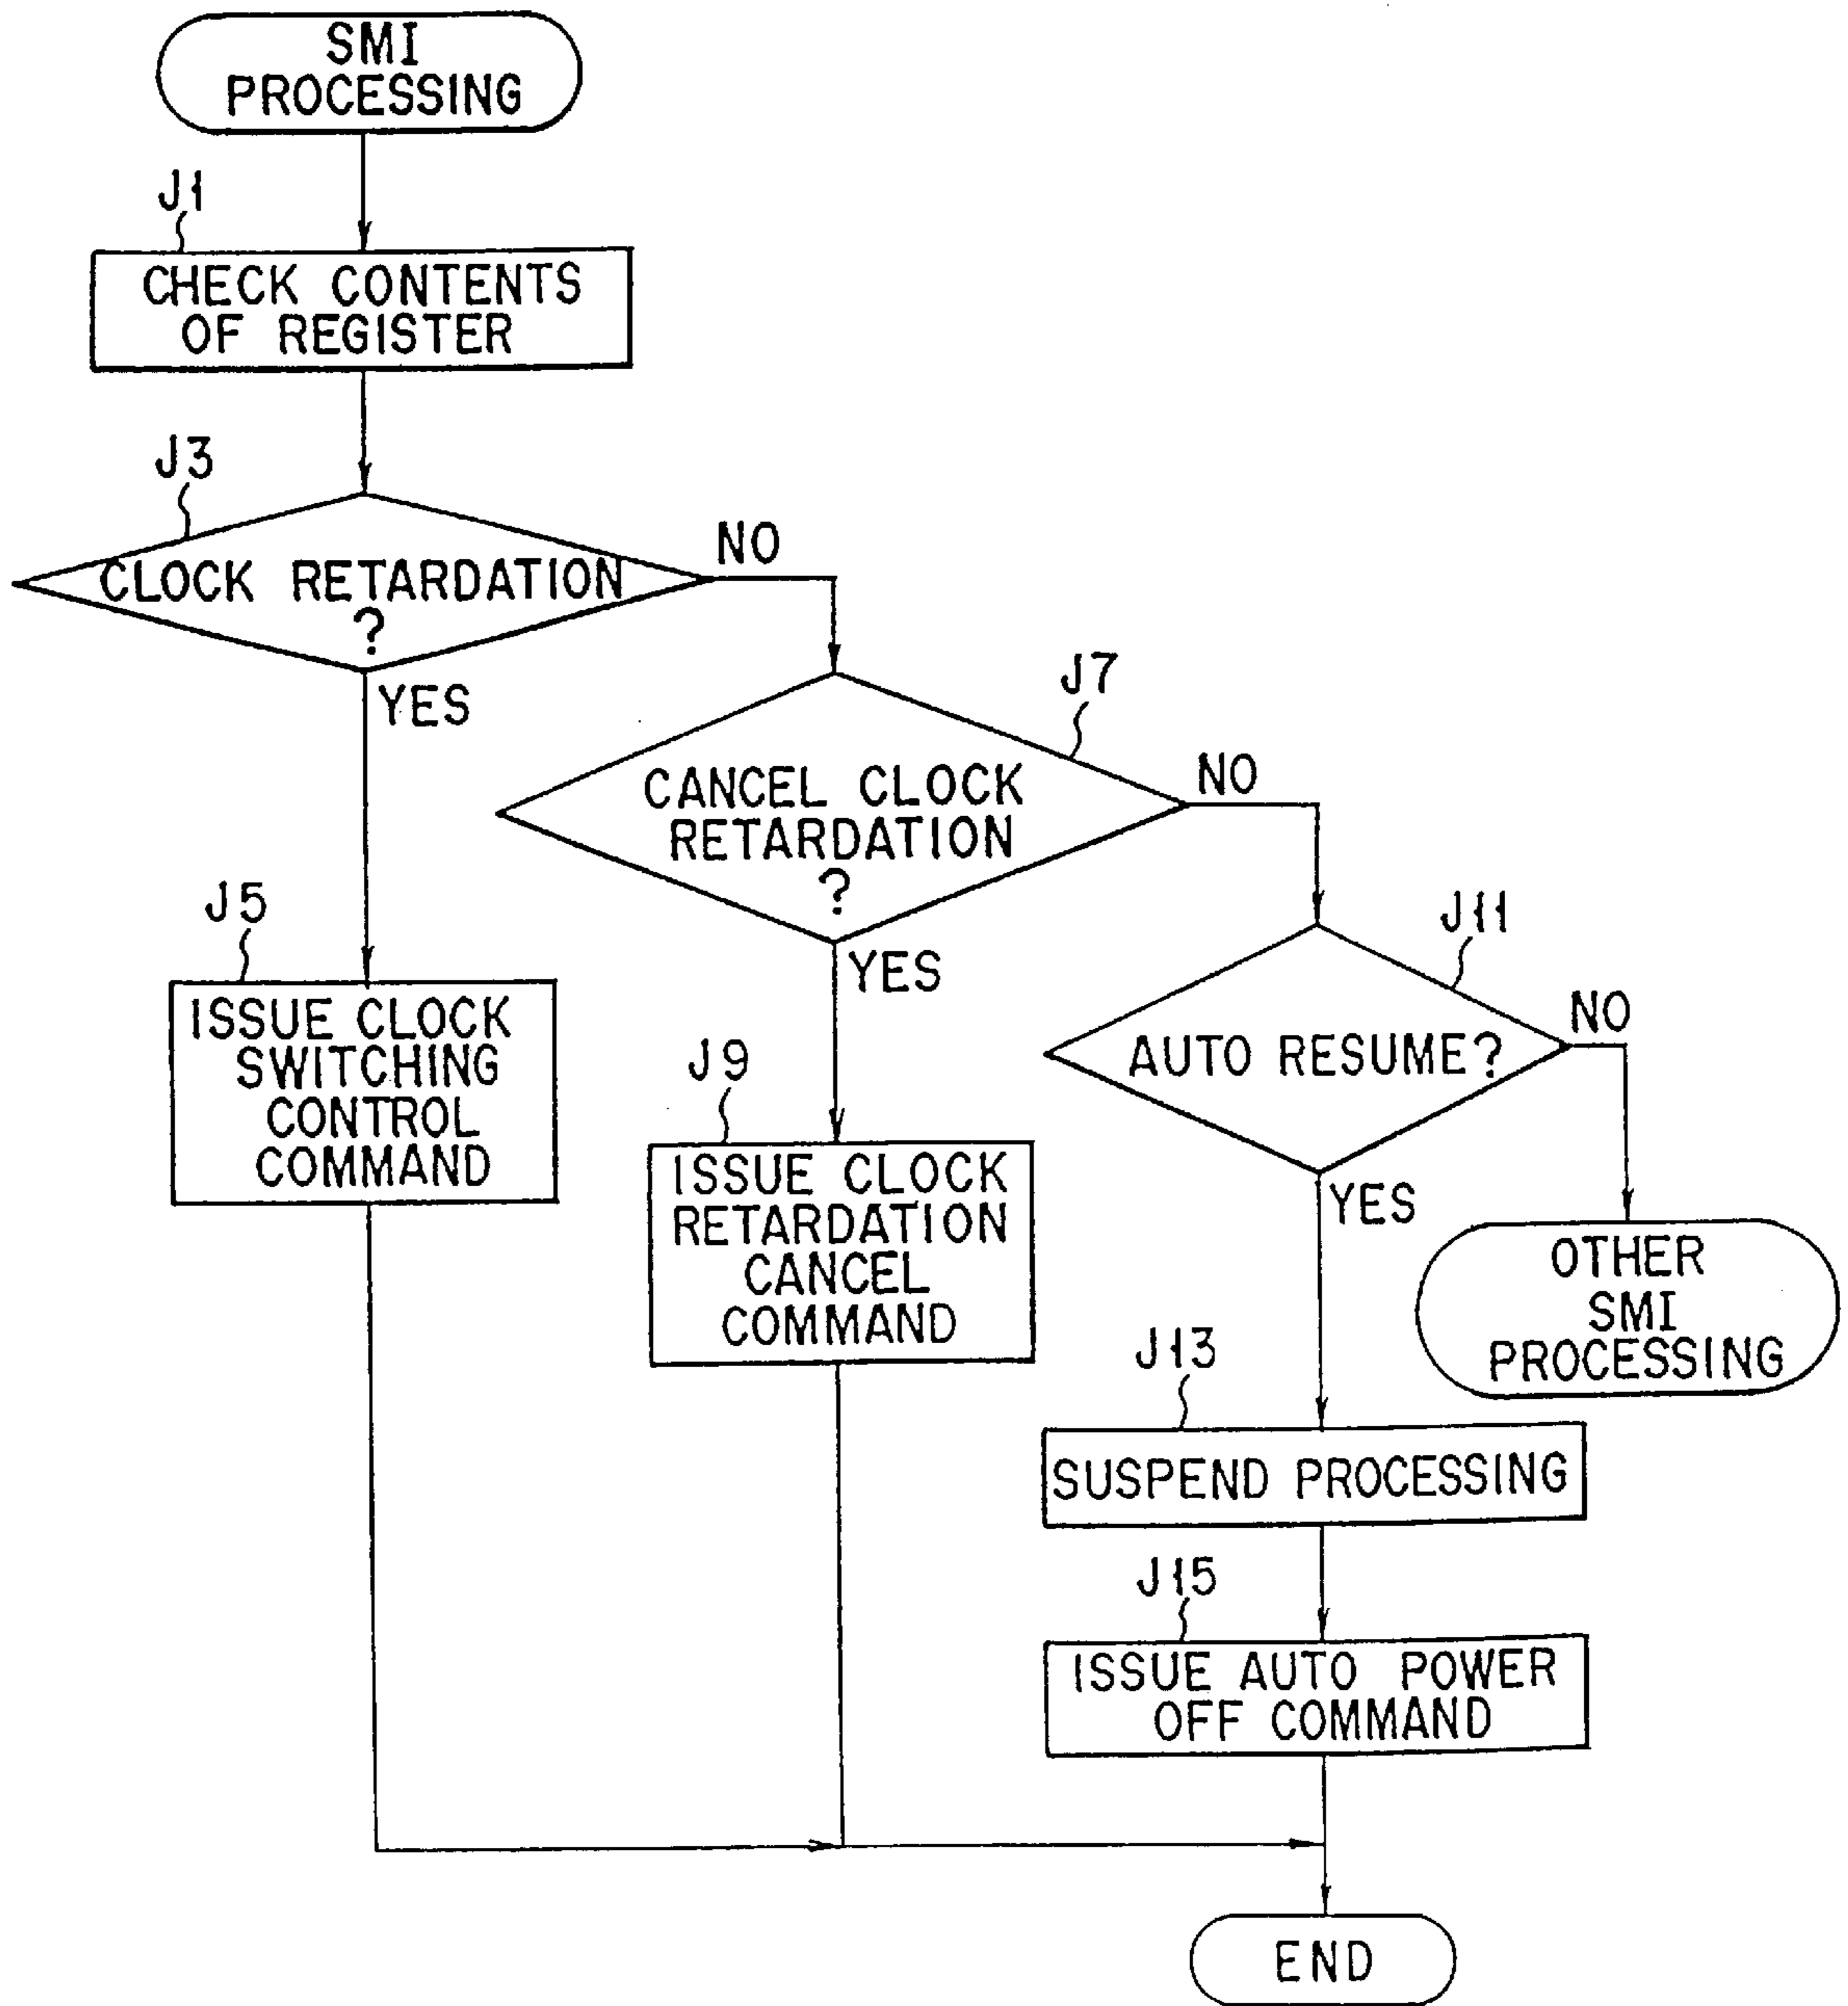 SMI
PROCESSING
J1
CHECK CONTENTS
OF REGISTER
J3
CLOCK RETARDATION
?
NO
YES
J7
CANCEL CLOCK
RETARDATION
?
NO
YES
J5
ISSUE CLOCK
SWITCHING
CONTROL
COMMAND
J11
AUTO RESUME?
NO
YES
J9
ISSUE CLOCK
RETARDATION
CANCEL
COMMAND
OTHER
SMI
PROCESSING
J13
SUSPEND PROCESSING
J15
ISSUE AUTO POWER
OFF COMMAND
END